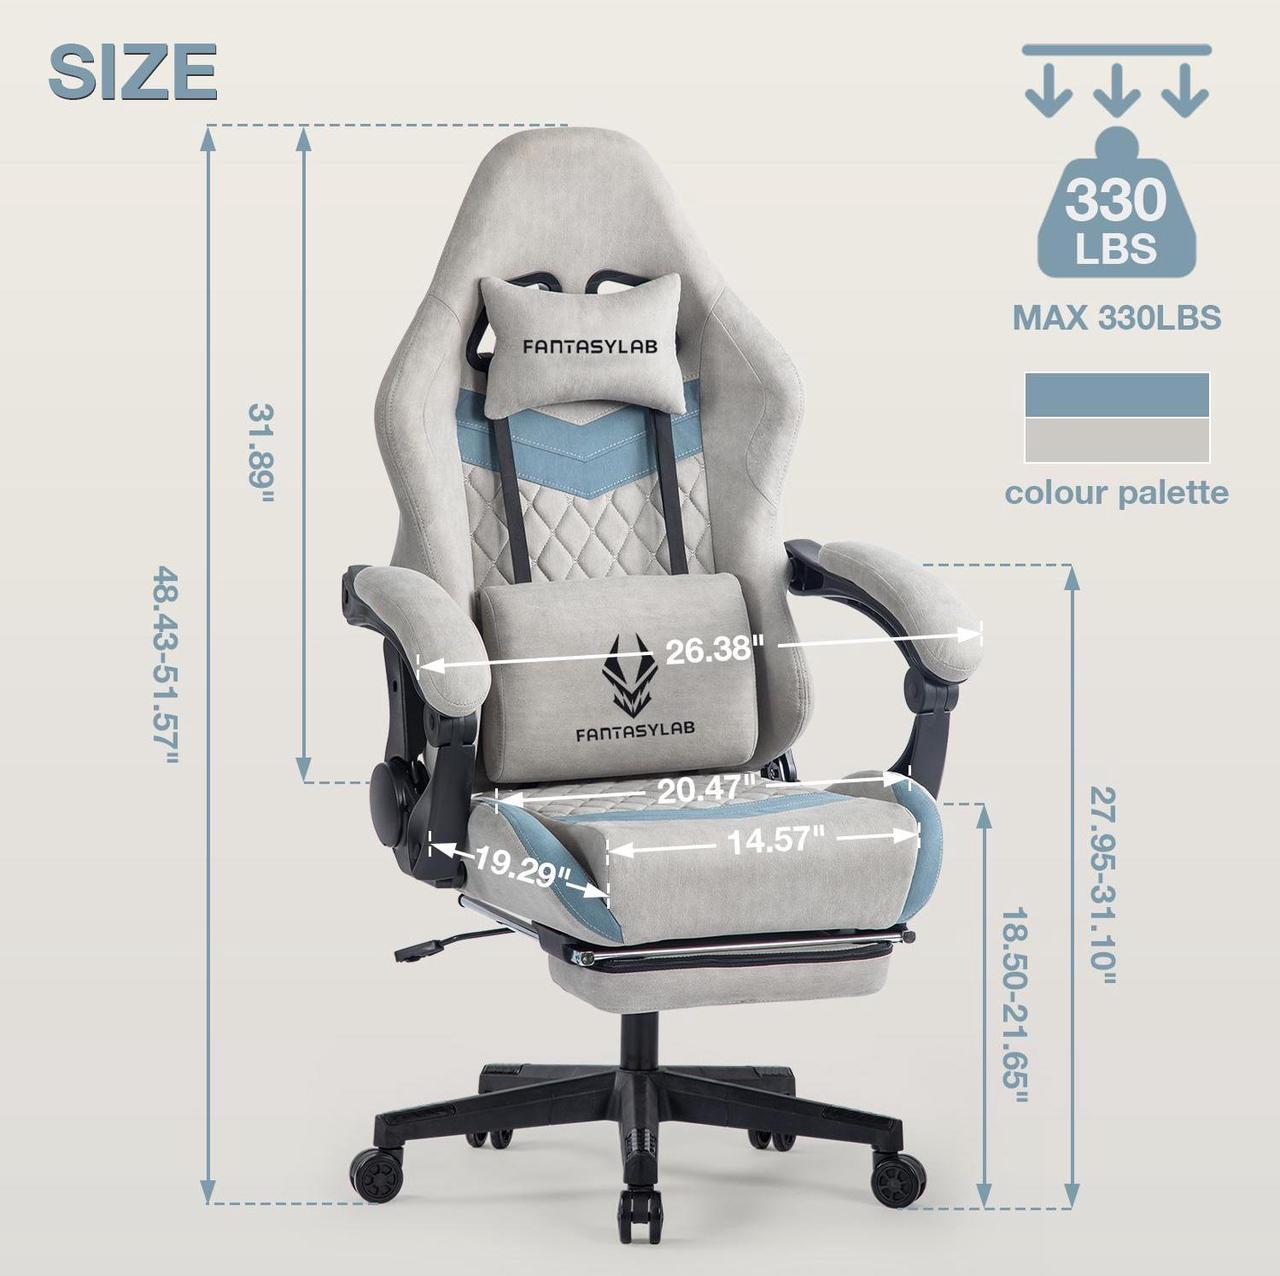 SIZE
330
LBS
MAX 330LBS
colour palette
FANTASYLAB
31.89"
48.43-51.57"
26.38"
FANTASYLAB
20.47"
14.57"
19.29"
27.95-31.10"
18.50-21.65"